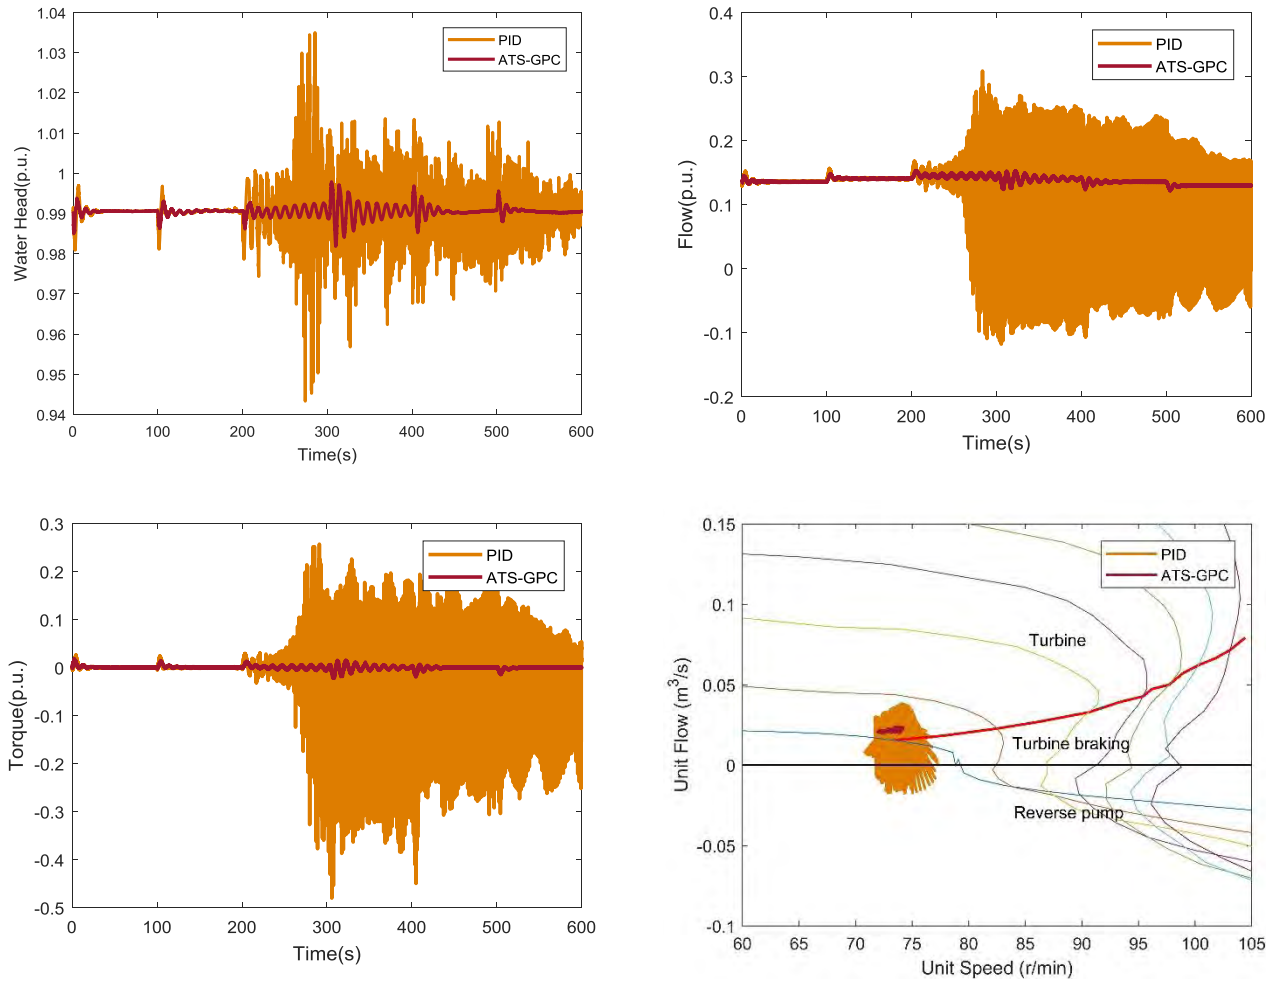 1.04
1.03
1.02
1.01
1
0.99
0.98
0.97
0.96
0.95
0.94
Water Head(p.u.)
PID
ATS-GPC
0 100 200 300 400 500 600
Time(s)
0.4
0.3
0.2
0.1
0
-0.1
-0.2
Flow(p.u.)
PID
ATS-GPC
0 100 200 300 400 500 600
Time(s)
0.3
0.2
0.1
0
-0.1
-0.2
-0.3
-0.4
-0.5
Torque(p.u.)
PID
ATS-GPC
0 100 200 300 400 500 600
Time(s)
0.15
0.1
0.05
0
-0.05
-0.1
Unit Flow (m³/s)
PID
ATS-GPC
Turbine
Turbine braking
Reverse pump
60 65 70 75 80 85 90 95 100 105
Unit Speed (r/min)